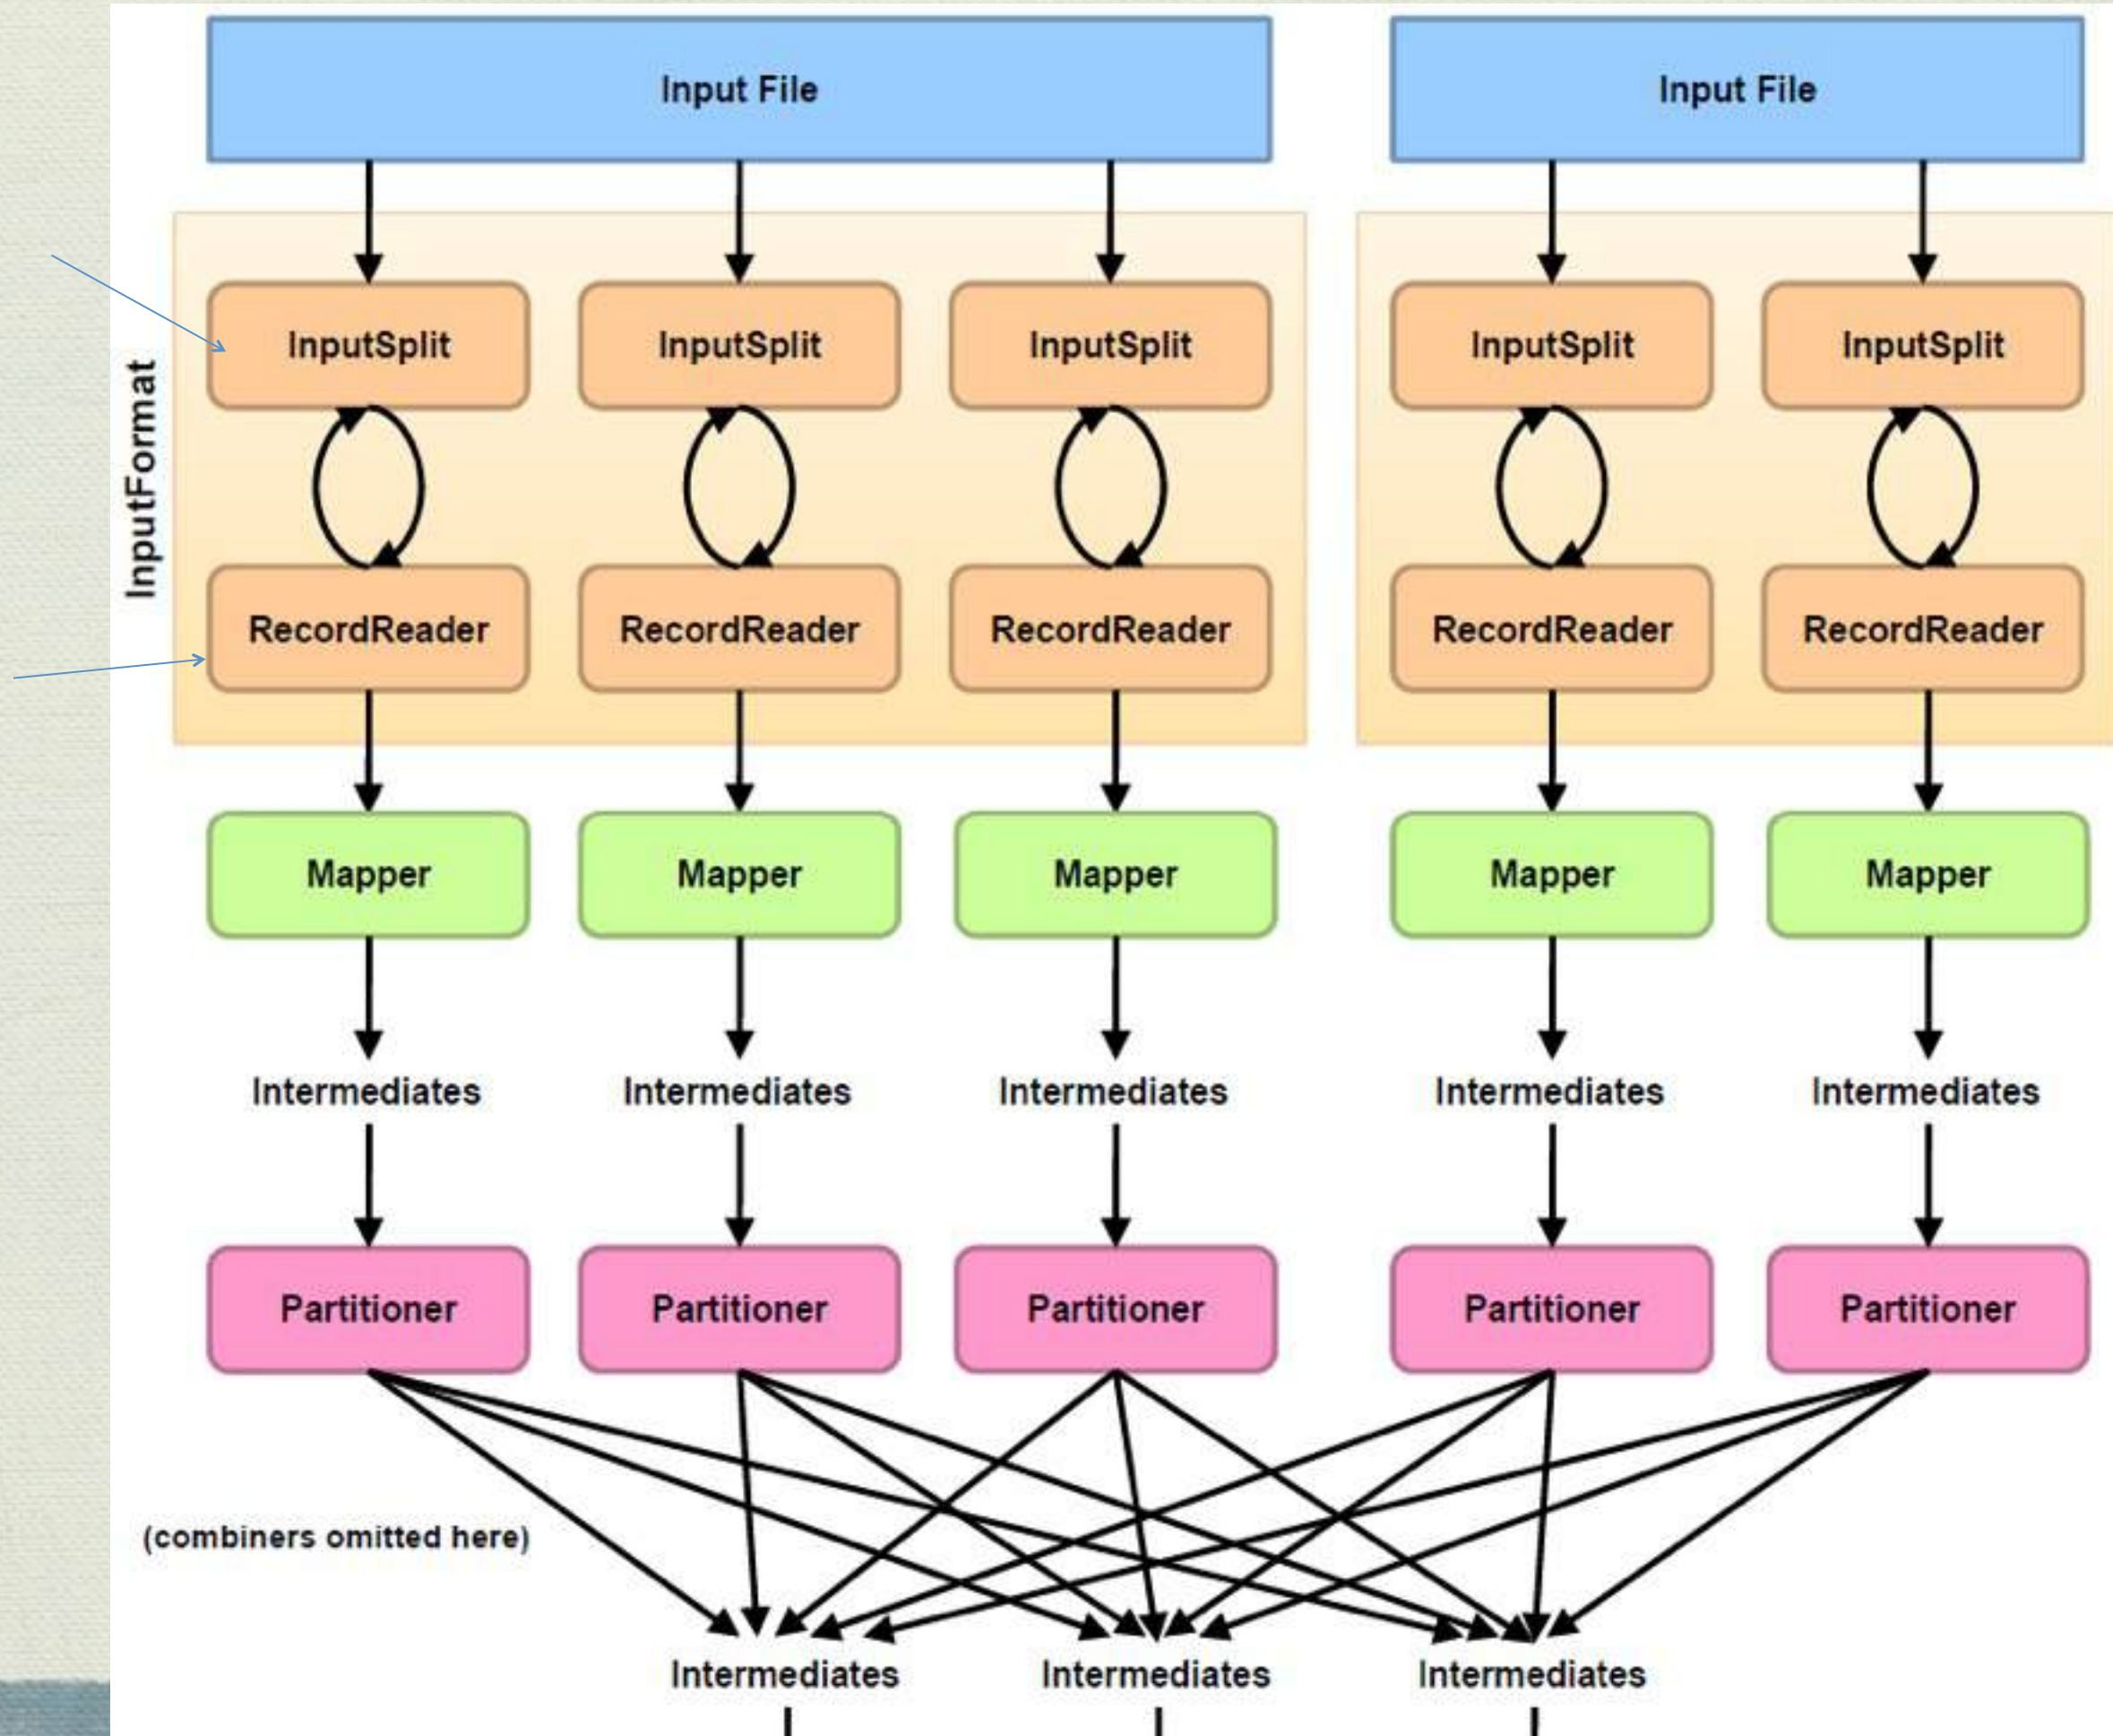 Input File
Input File
InputFormat
InputSplit
InputSplit
InputSplit
InputSplit
InputSplit
RecordReader
RecordReader
RecordReader
RecordReader
RecordReader
Mapper
Mapper
Mapper
Mapper
Mapper
Intermediates
Intermediates
Intermediates
Intermediates
Intermediates
Partitioner
Partitioner
Partitioner
Partitioner
Partitioner
(combiners omitted here)
Intermediates
Intermediates
Intermediates